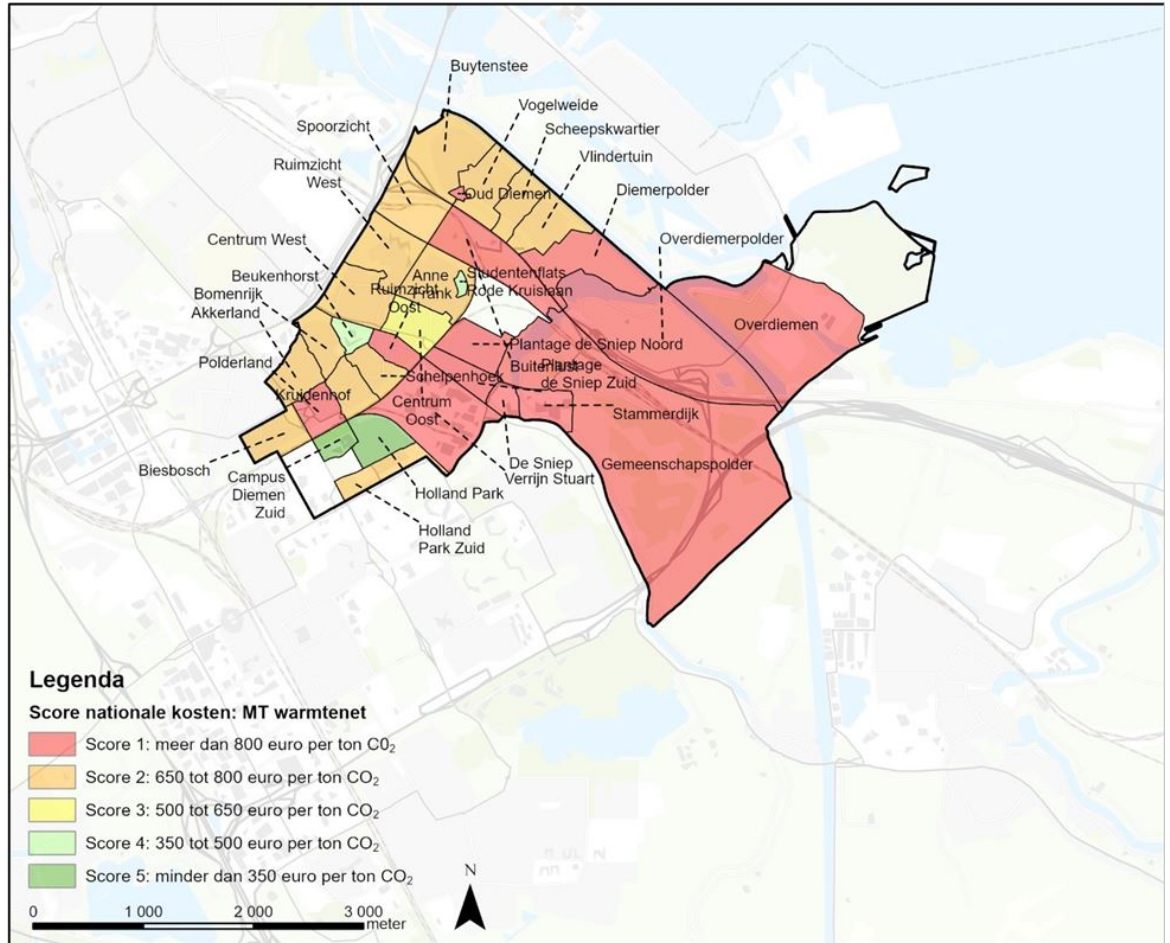 Buytenstee
Vogelweide
Spoorzicht
Scheepskwartier
Vlindertuin
Ruimzicht
West
Oud Diemen
Diemerpolder
Centrum West
Overdiemerpolder
Beukenhorst
Anne
Frank
Studentenflats
Rode Kruislaan
Bomenrijk
Ruimzicht
Oost
Akkerland
Overdiemen
Plantage de Sniep Noord
Polderland
Buitenlust
Plantage
de Sniep Zuid
Schelpenhoek
Kruidenhof
Centrum
Oost
Stammerdijk
Biesbosch
Campus
Diemen
Zuid
De Sniep
Verrijn Stuart
Gemeenschapspolder
Holland Park
Holland
Park Zuid
Legenda
Score nationale kosten: MT warmtenet
Score 1: meer dan 800 euro per ton C0₂
Score 2: 650 tot 800 euro per ton CO₂
Score 3: 500 tot 650 euro per ton CO₂
Score 4: 350 tot 500 euro per ton CO₂
Score 5: minder dan 350 euro per ton CO₂
0 1 000 2 000 3 000
meter
N